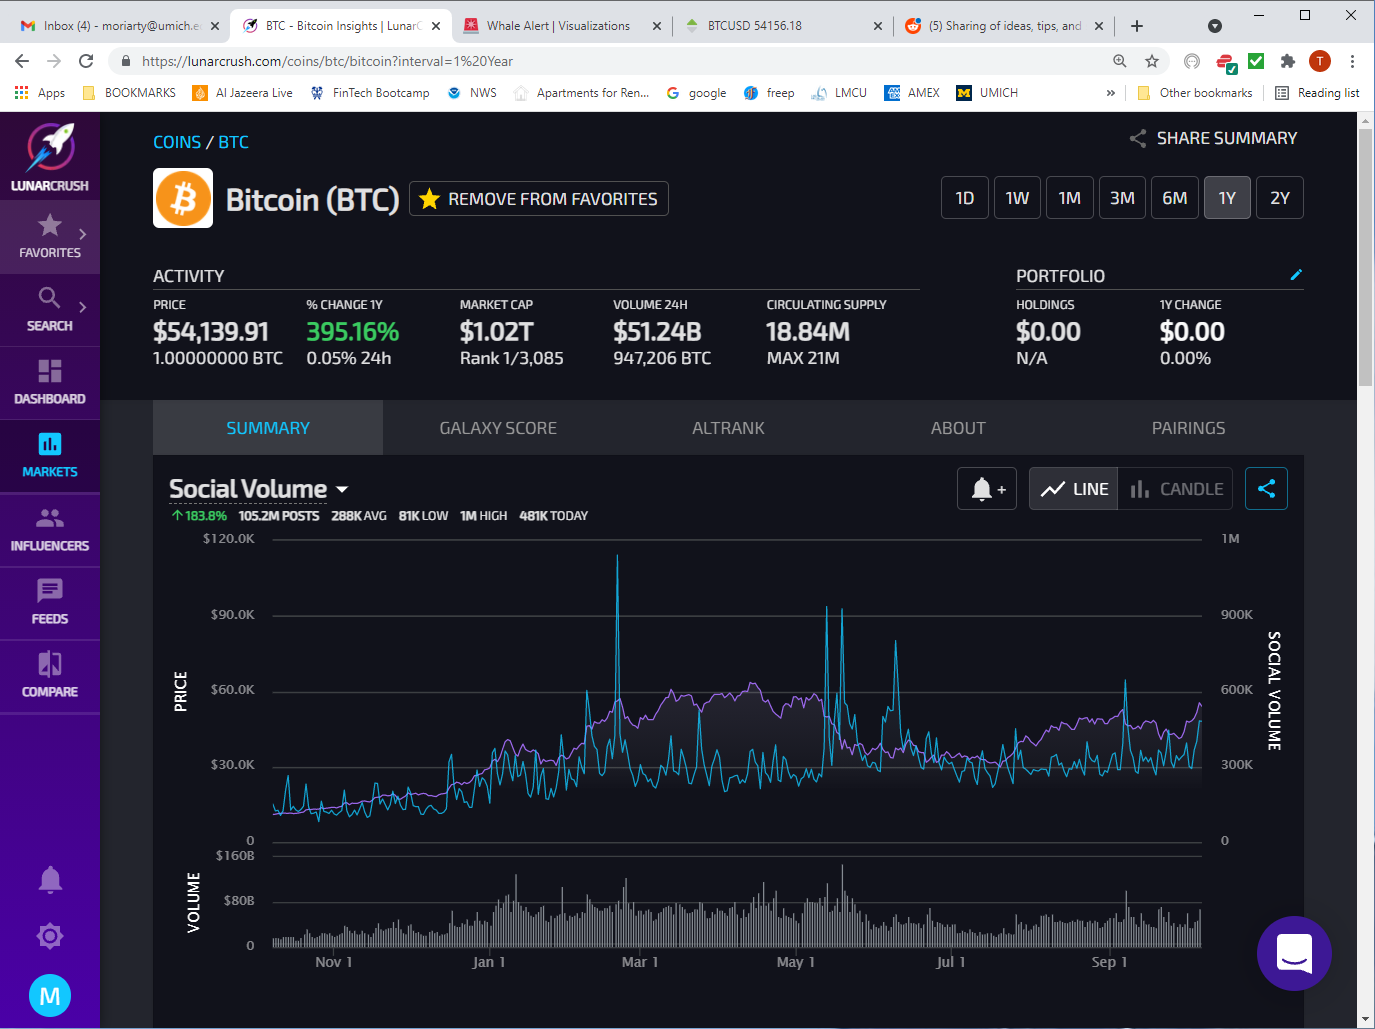 Inbox (4) - moriarty@umich.e
BTC - Bitcoin Insights | LunarC
Whale Alert | Visualizations
BTCUSD 54156.18
(5) Sharing of ideas, tips, and
https://lunarcrush.com/coins/btc/bitcoin?interval=1%20Year
T
Apps
BOOKMARKS
Al Jazeera Live
FinTech Bootcamp
NWS
Apartments for Ren...
google
freep
LMCU
AMEX
UMICH
»
Other bookmarks
Reading list
LUNARCRUSH
FAVORITES
SEARCH
DASHBOARD
MARKETS
INFLUENCERS
FEEDS
COMPARE
M
COINS / BTC
SHARE SUMMARY
Bitcoin (BTC)
REMOVE FROM FAVORITES
1D
1W
1M
3M
6M
1Y
2Y
ACTIVITY
PRICE
$54,139.91
1.00000000 BTC
% CHANGE 1Y
395.16%
0.05% 24h
MARKET CAP
$1.02T
Rank 1/3,085
VOLUME 24H
$51.24B
947,206 BTC
CIRCULATING SUPPLY
18.84M
MAX 21M
PORTFOLIO
HOLDINGS
$0.00
N/A
1Y CHANGE
$0.00
0.00%
SUMMARY
GALAXY SCORE
ALTRANK
ABOUT
PAIRINGS
Social Volume
183.8% 105.2M POSTS 288K AVG 81K LOW 1M HIGH 481K TODAY
+
LINE
CANDLE
$120.0K
$90.0K
$60.0K
$30.0K
0
PRICE
1M
900K
600K
300K
0
SOCIAL VOLUME
$160B
$80B
0
VOLUME
Nov 1
Jan 1
Mar 1
May 1
Jul 1
Sep 1